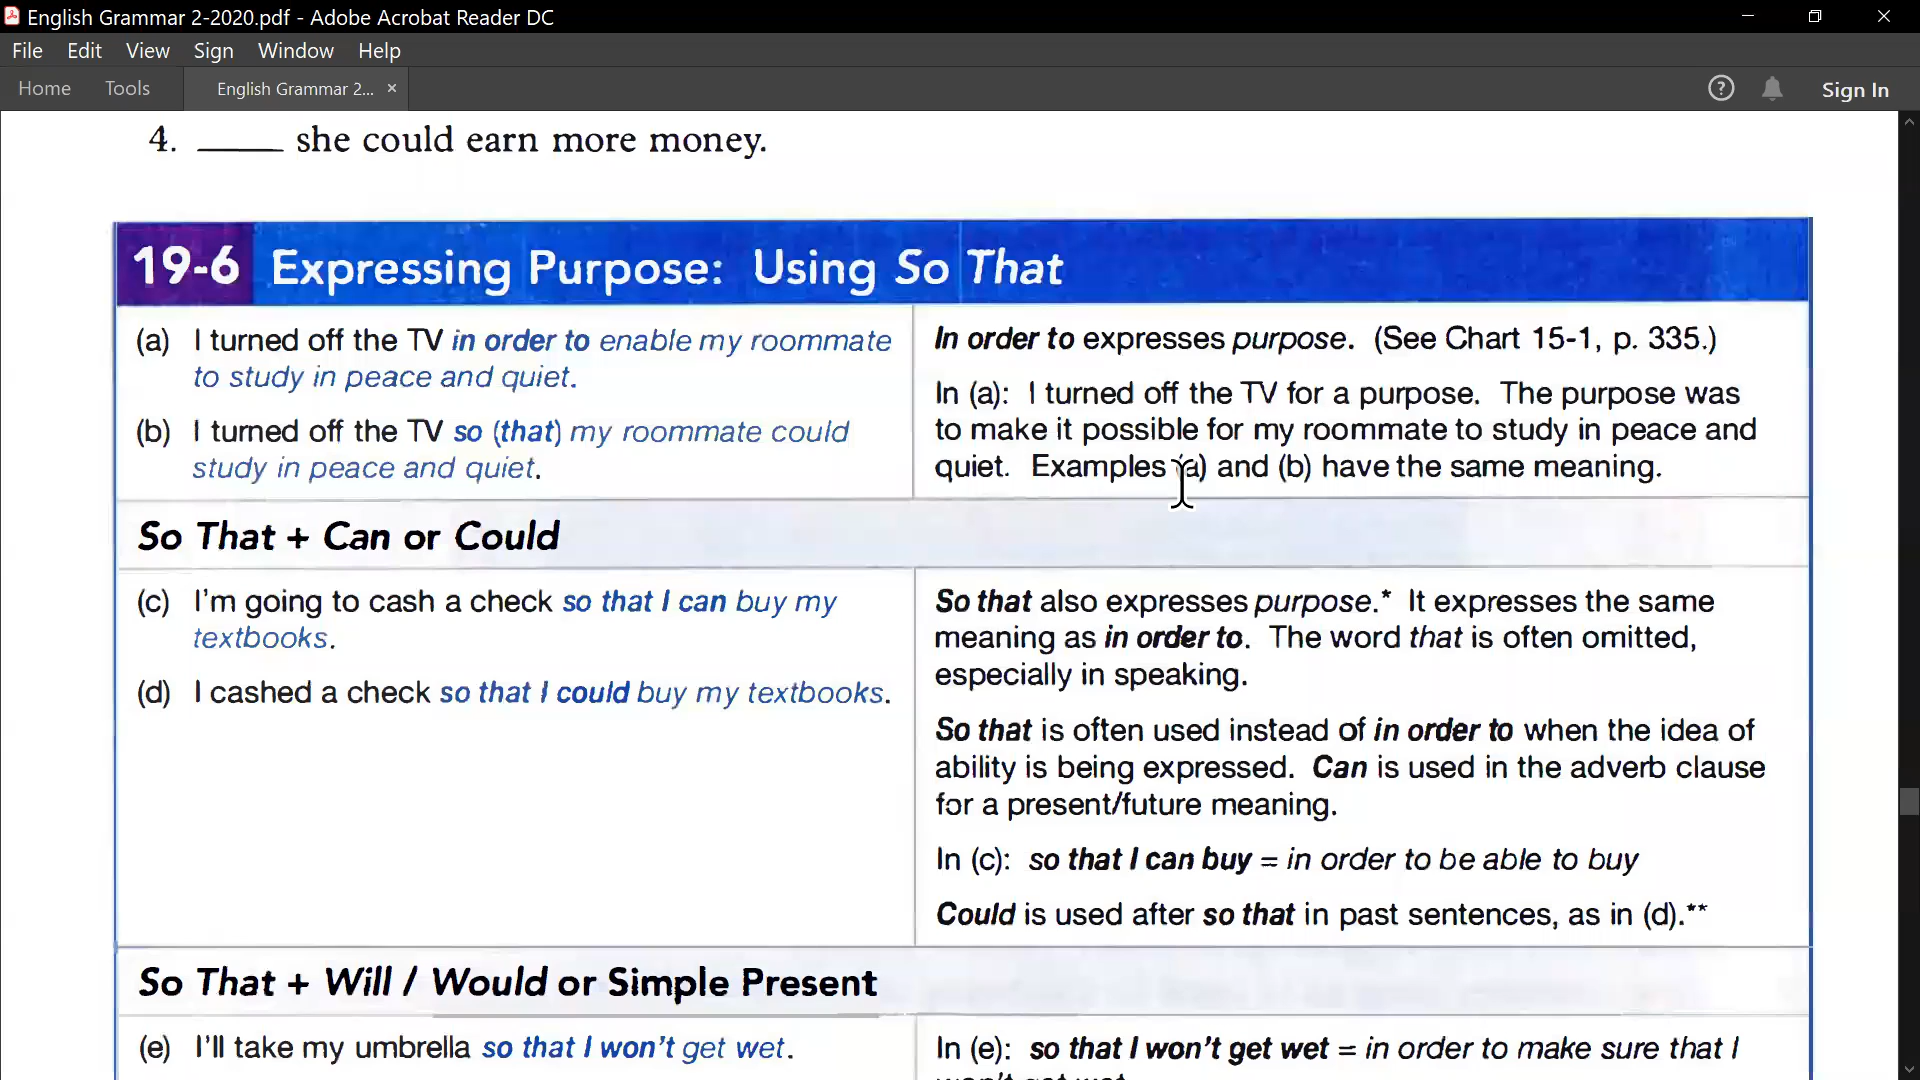 English Grammar 2-2020.pdf - Adobe Acrobat Reader DC
File Edit View Sign Window Help
Home Tools English Grammar 2... × Sign In
4. ____ she could earn more money.
19-6 Expressing Purpose: Using So That
(a) I turned off the TV in order to enable my roommate
to study in peace and quiet.
(b) I turned off the TV so (that) my roommate could
study in peace and quiet.
In order to expresses purpose. (See Chart 15-1, p. 335.)
In (a): I turned off the TV for a purpose. The purpose was
to make it possible for my roommate to study in peace and
quiet. Examples (a) and (b) have the same meaning.
So That + Can or Could
(c) I'm going to cash a check so that I can buy my
textbooks.
(d) I cashed a check so that I could buy my textbooks.
So that also expresses purpose.* It expresses the same
meaning as in order to. The word that is often omitted,
especially in speaking.
So that is often used instead of in order to when the idea of
ability is being expressed. Can is used in the adverb clause
for a present/future meaning.
In (c): so that I can buy = in order to be able to buy
Could is used after so that in past sentences, as in (d).**
So That + Will / Would or Simple Present
(e) I'll take my umbrella so that I won't get wet.
In (e): so that I won't get wet = in order to make sure that I